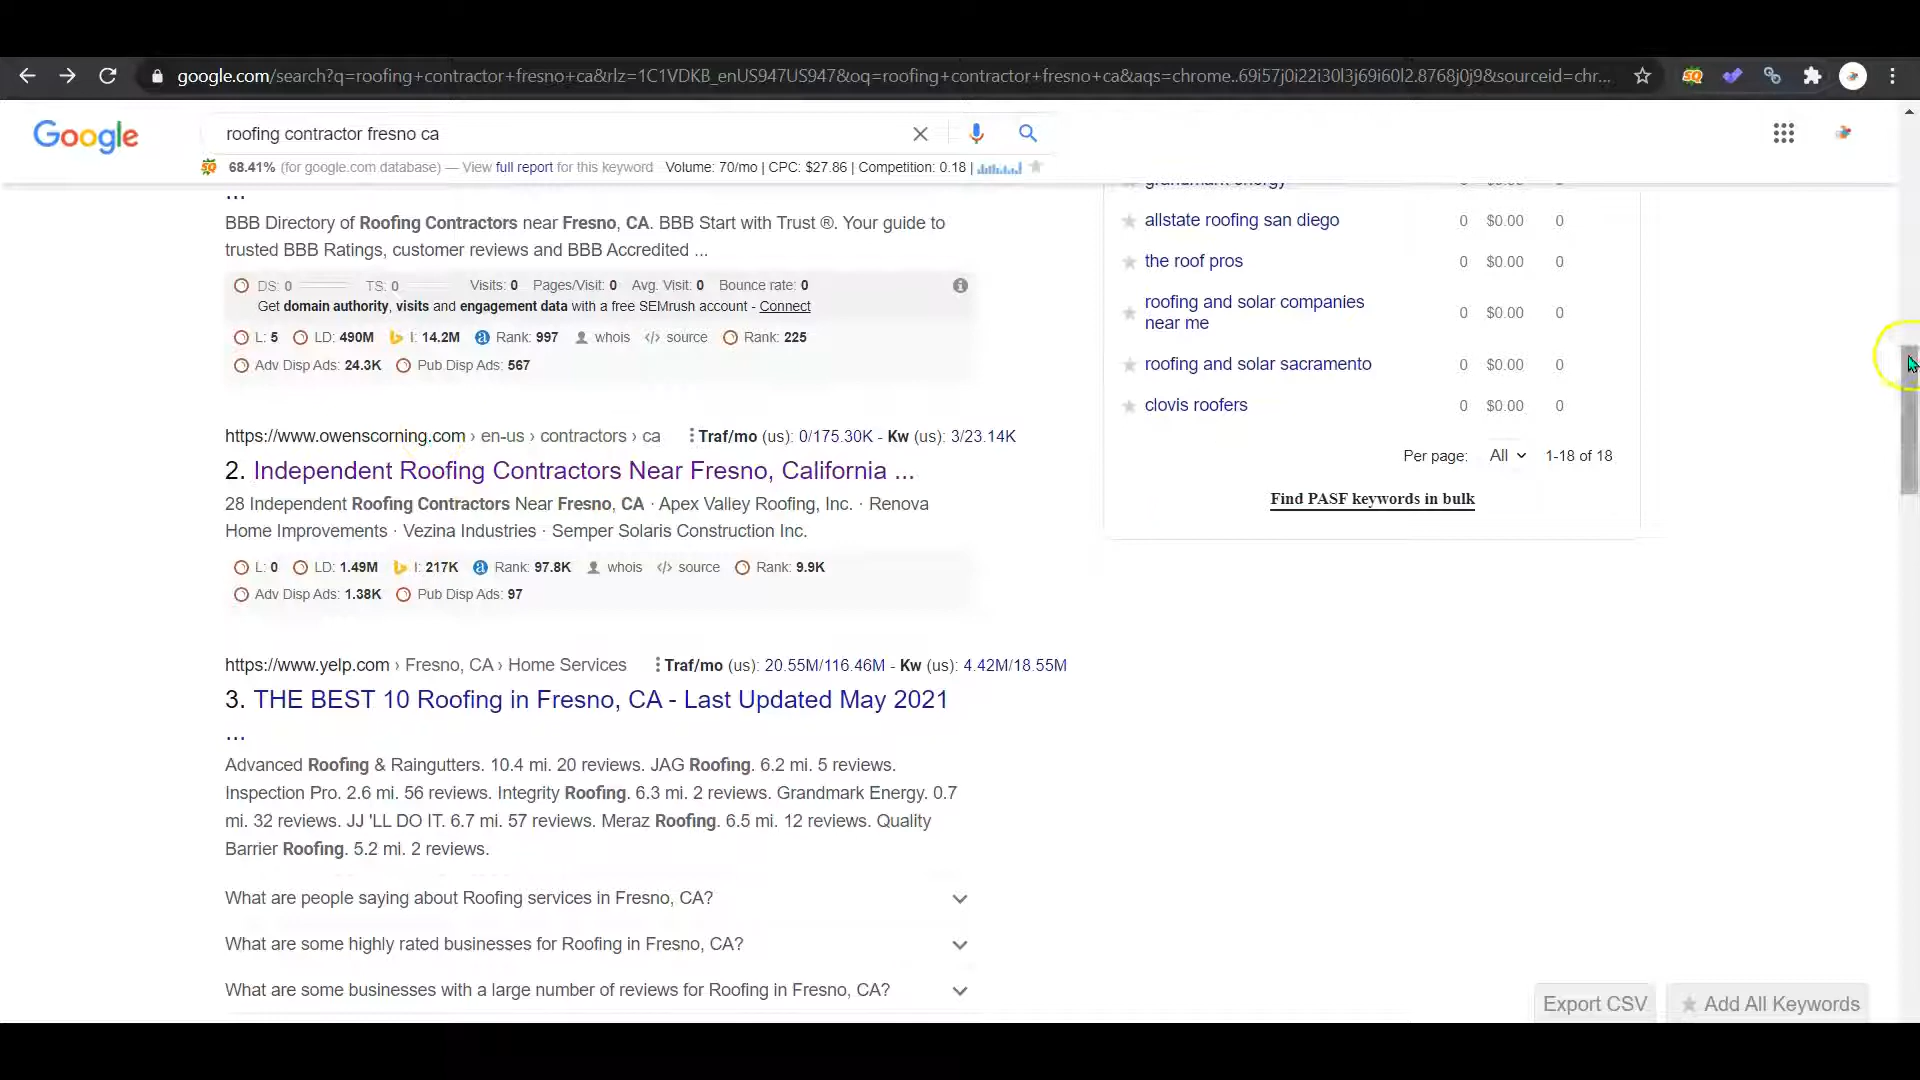 google.com/search?q=roofing+contractor+fresno+ca&rlz=1C1VDKB_enUS947US947&oq=roofing+contractor+fresno+ca&aqs=chrome..69i57j0i22i30l3j69i60l2.8768j0j9&sourceid=chr...
Google
roofing contractor fresno ca
68.41% (for google.com database) — View full report for this keyword Volume: 70/mo | CPC: $27.86 | Competition: 0.18 |
...
BBB Directory of Roofing Contractors near Fresno, CA. BBB Start with Trust ®. Your guide to
trusted BBB Ratings, customer reviews and BBB Accredited ...
DS: 0 TS: 0 Visits: 0 Pages/Visit: 0 Avg. Visit: 0 Bounce rate: 0
Get domain authority, visits and engagement data with a free SEMrush account - Connect
L: 5 LD: 490M I: 14.2M Rank: 997 whois </> source Rank: 225
Adv Disp Ads: 24.3K Pub Disp Ads: 567
https://www.owenscorning.com › en-us › contractors › ca Traf/mo (us): 0/175.30K - Kw (us): 3/23.14K
2. Independent Roofing Contractors Near Fresno, California ...
28 Independent Roofing Contractors Near Fresno, CA · Apex Valley Roofing, Inc. · Renova
Home Improvements · Vezina Industries · Semper Solaris Construction Inc.
L: 0 LD: 1.49M I: 217K Rank: 97.8K whois </> source Rank: 9.9K
Adv Disp Ads: 1.38K Pub Disp Ads: 97
https://www.yelp.com › Fresno, CA › Home Services Traf/mo (us): 20.55M/116.46M - Kw (us): 4.42M/18.55M
3. THE BEST 10 Roofing in Fresno, CA - Last Updated May 2021
...
Advanced Roofing & Raingutters. 10.4 mi. 20 reviews. JAG Roofing. 6.2 mi. 5 reviews.
Inspection Pro. 2.6 mi. 56 reviews. Integrity Roofing. 6.3 mi. 2 reviews. Grandmark Energy. 0.7
mi. 32 reviews. JJ 'LL DO IT. 6.7 mi. 57 reviews. Meraz Roofing. 6.5 mi. 12 reviews. Quality
Barrier Roofing. 5.2 mi. 2 reviews.
What are people saying about Roofing services in Fresno, CA?
What are some highly rated businesses for Roofing in Fresno, CA?
What are some businesses with a large number of reviews for Roofing in Fresno, CA?
grandmark energy 0 $0.00 0
allstate roofing san diego 0 $0.00 0
the roof pros 0 $0.00 0
roofing and solar companies
near me 0 $0.00 0
roofing and solar sacramento 0 $0.00 0
clovis roofers 0 $0.00 0
Per page: All 1-18 of 18
Find PASF keywords in bulk
Export CSV
Add All Keywords